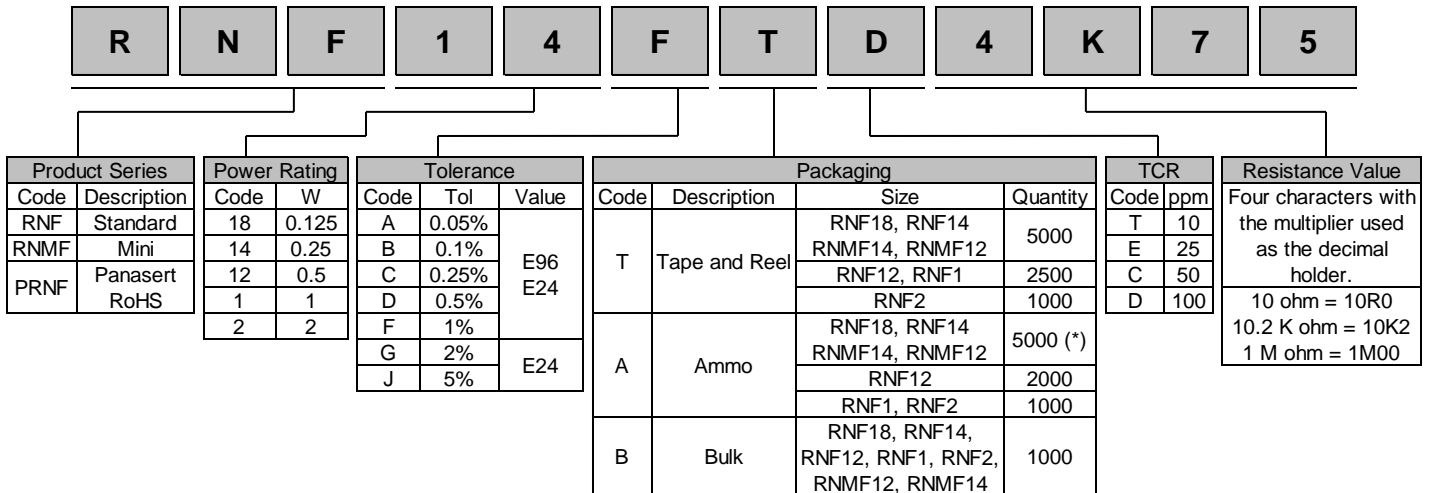 R N F 1 4 F T D 4 K 7 5
Product Series
Code Description
RNF Standard
RNMF Mini
PRNF Panasert RoHS
Power Rating
Code W
18 0.125
14 0.25
12 0.5
1 1
2 2
Tolerance
Code Tol Value
A 0.05%
B 0.1%
C 0.25%
D 0.5%
F 1%
E96
E24
G 2%
J 5%
E24
Packaging
Code Description Size Quantity
T Tape and Reel
RNF18, RNF14
RNMF14, RNMF12
5000
RNF12, RNF1 2500
RNF2 1000
A Ammo
RNF18, RNF14
RNMF14, RNMF12
5000 (*)
RNF12 2000
RNF1, RNF2 1000
B Bulk
RNF18, RNF14,
RNF12, RNF1, RNF2,
RNMF12, RNMF14
1000
TCR
Code ppm
T 10
E 25
C 50
D 100
Resistance Value
Four characters with
the multiplier used
as the decimal
holder.
10 ohm = 10R0
10.2 K ohm = 10K2
1 M ohm = 1M00